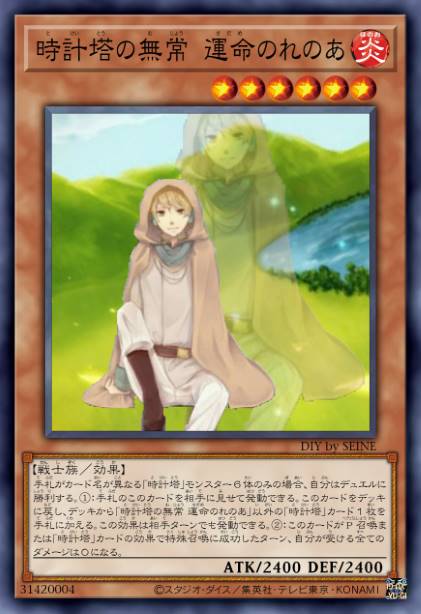 時計塔の無常 運命のれのあ 炎
DIY by SEINE
【戦士族／効果】
手札がカード名が異なる「時計塔」モンスター6体のみの場合、自分はデュエルに
勝利する。①：手札のこのカードを相手に見せて発動できる。このカードをデッキ
に戻し、デッキから「時計塔の無常 運命のれのあ」以外の「時計塔」カード1枚を
手札に加える。この効果は相手ターンでも発動できる。②：このカードがP召喚ま
たは「時計塔」カードの効果で特殊召喚に成功したターン、自分が受ける全ての
ダメージは0になる。
ATK/2400 DEF/2400
31420004
©スタジオ・ダイス／集英社・テレビ東京・KONAMI